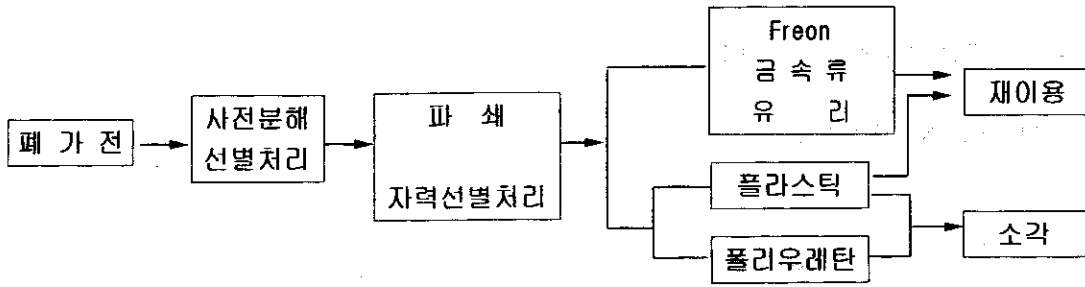 폐 가 전
사전분해
선별처리
파 쇄
자력선별처리
Freon
금 속 류
유 리
플라스틱
폴리우레탄
재이용
소각